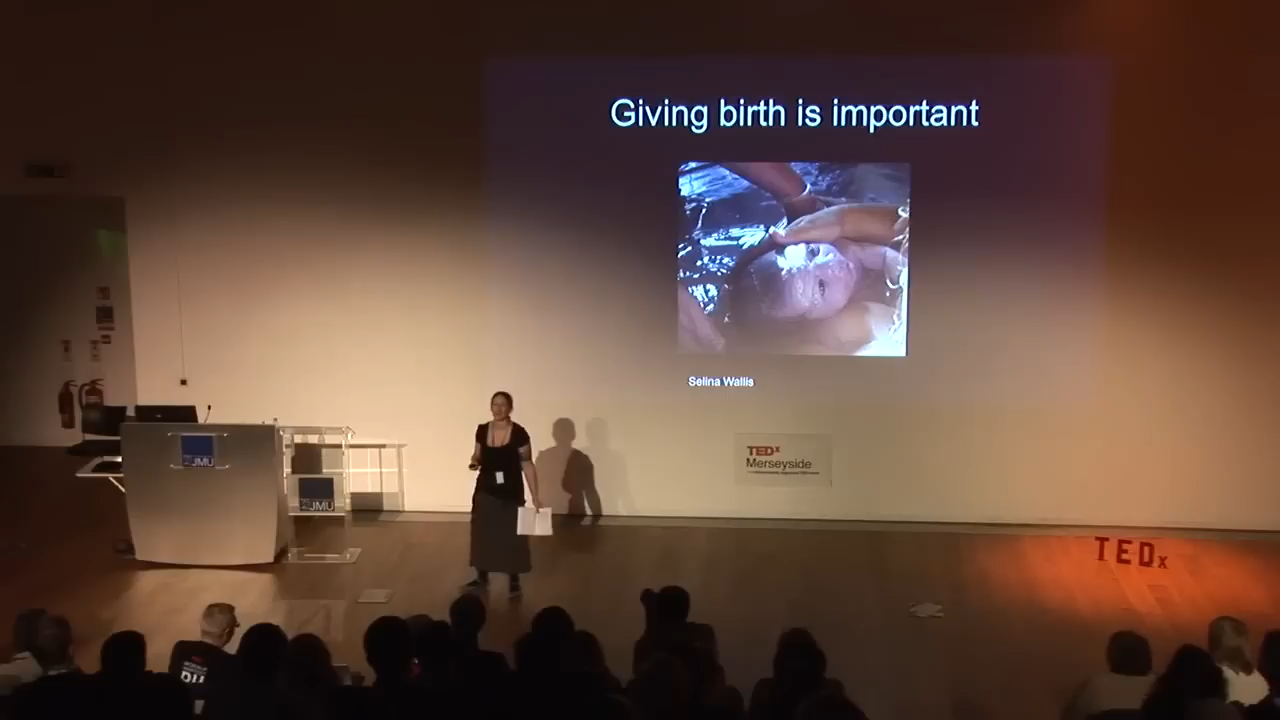 Giving birth is important
Selina Wallis
TEDx
Merseyside
JMU
JMU
TEDx